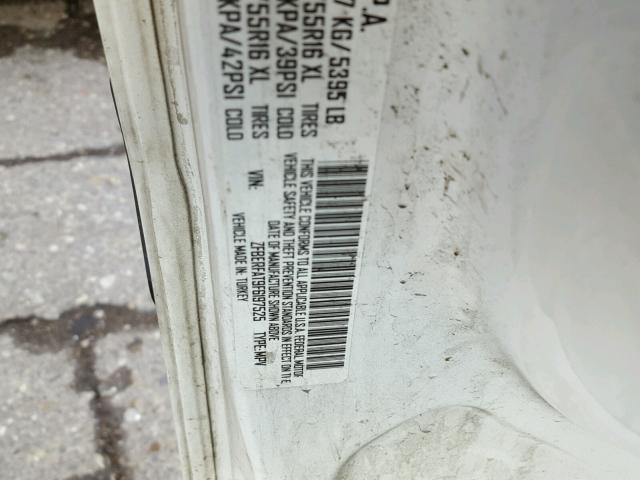 P.A.
7 KG/5395 LB
55R16 XL TIRES
KPA/39PSI COLD
55R16 XL TIRES
KPA/42PSI COLD
THIS VEHICLE CONFORMS TO ALL APPLICABLE U.S.A. FEDERAL MOTOR
VEHICLE SAFETY AND THEFT PREVENTION STANDARDS IN EFFECT ON THE
DATE OF MANUFACTURE SHOWN ABOVE
VIN: ZFBERFAT9F697525 TYPE: MPV
VEHICLE MADE IN: TURKEY